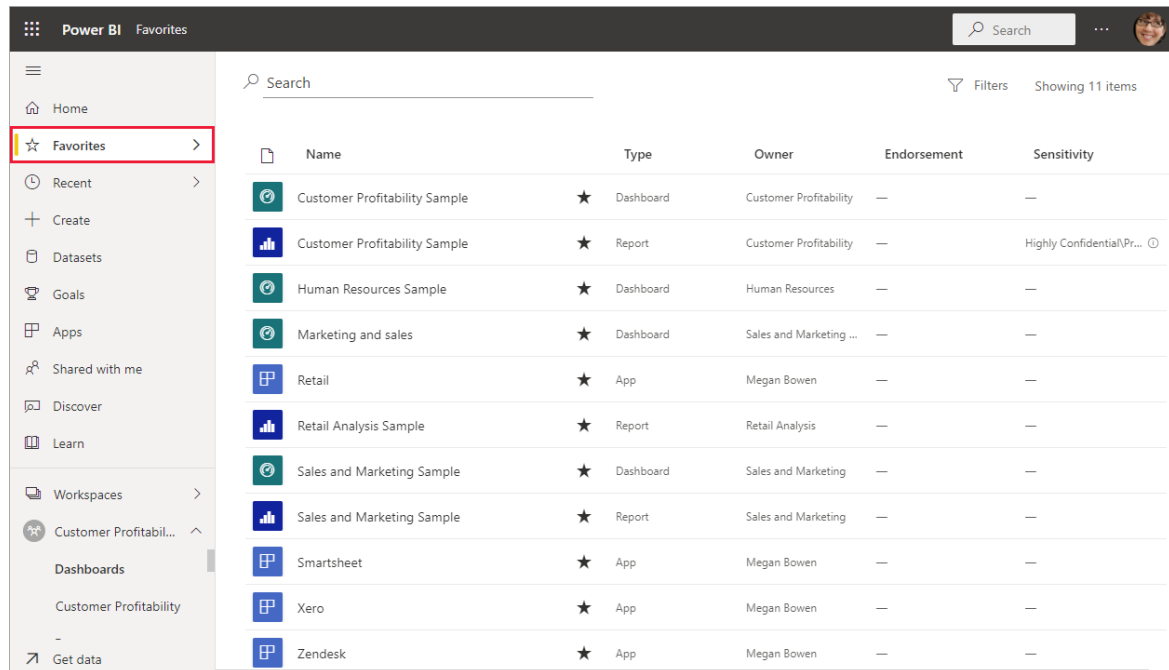 Power BI Favorites Search ...
Search Filters Showing 11 items
Home
Favorites
Recent
Create
Datasets
Goals
Apps
Shared with me
Discover
Learn
Workspaces
Customer Profitabil...
Dashboards
Customer Profitability
Get data
Name Type Owner Endorsement Sensitivity
Customer Profitability Sample Dashboard Customer Profitability — —
Customer Profitability Sample Report Customer Profitability — Highly Confidential\Pr...
Human Resources Sample Dashboard Human Resources — —
Marketing and sales Dashboard Sales and Marketing ... — —
Retail App Megan Bowen — —
Retail Analysis Sample Report Retail Analysis — —
Sales and Marketing Sample Dashboard Sales and Marketing — —
Sales and Marketing Sample Report Sales and Marketing — —
Smartsheet App Megan Bowen — —
Xero App Megan Bowen — —
Zendesk App Megan Bowen — —